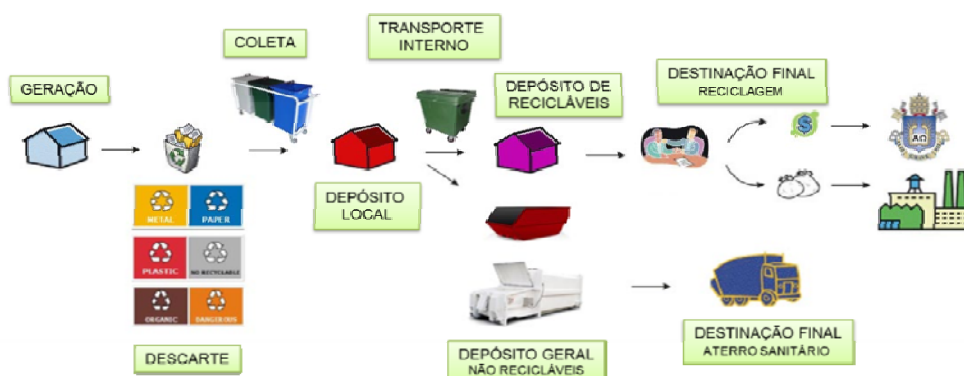 GERAÇÃO
COLETA
TRANSPORTE
INTERNO
DEPÓSITO DE
RECICLÁVEIS
DESTINAÇÃO FINAL
RECICLAGEM
$
ΑΩ
DEPÓSITO
LOCAL
METAL
PAPER
PLASTIC
NO RECYCLABLE
ORGANIC
DANGEROUS
DESCARTE
DEPÓSITO GERAL
NÃO RECICLÁVEIS
DESTINAÇÃO FINAL
ATERRO SANITÁRIO